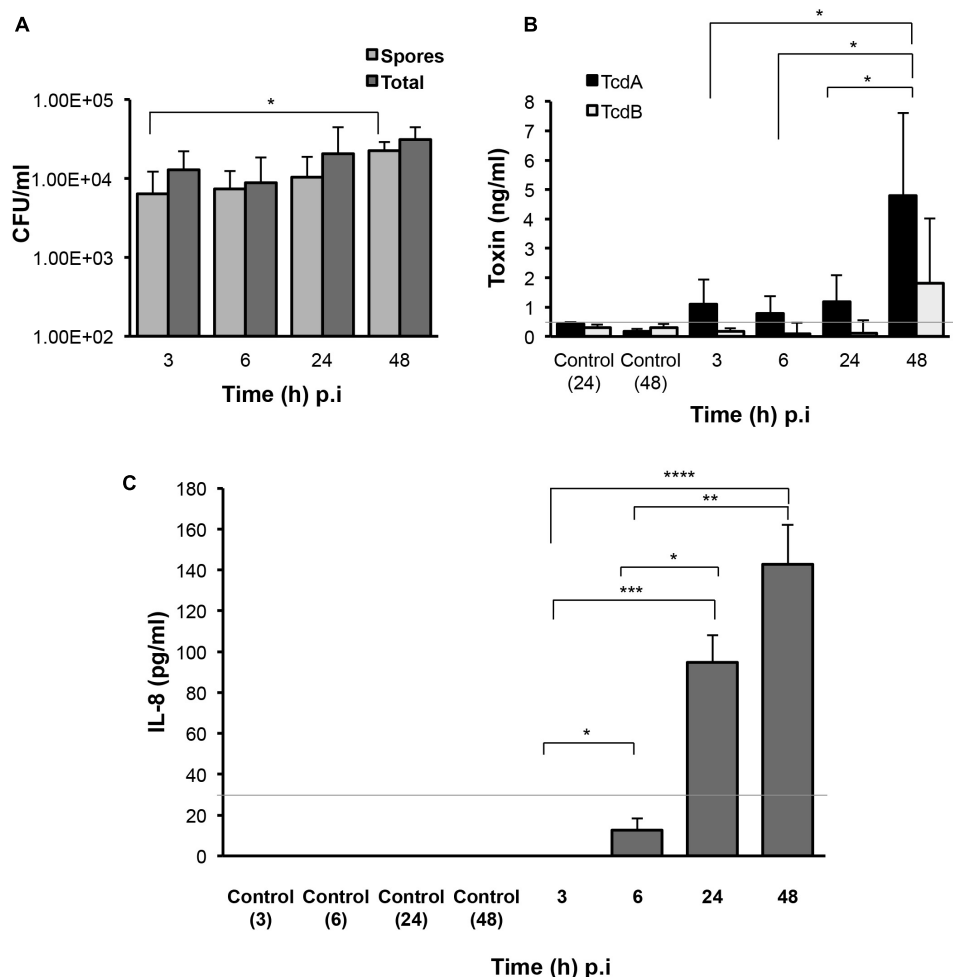 A
Spores
Total
*
1.00E+05
1.00E+04
1.00E+03
1.00E+02
CFU/ml
3 6 24 48
Time (h) p.i
B
*
*
*
TcdA
TcdB
8
7
6
5
4
3
2
1
0
Toxin (ng/ml)
Control Control 3 6 24 48
(24) (48)
Time (h) p.i
C
****
**
*
***
*
180
160
140
120
100
80
60
40
20
0
IL-8 (pg/ml)
Control Control Control Control 3 6 24 48
(3) (6) (24) (48)
Time (h) p.i